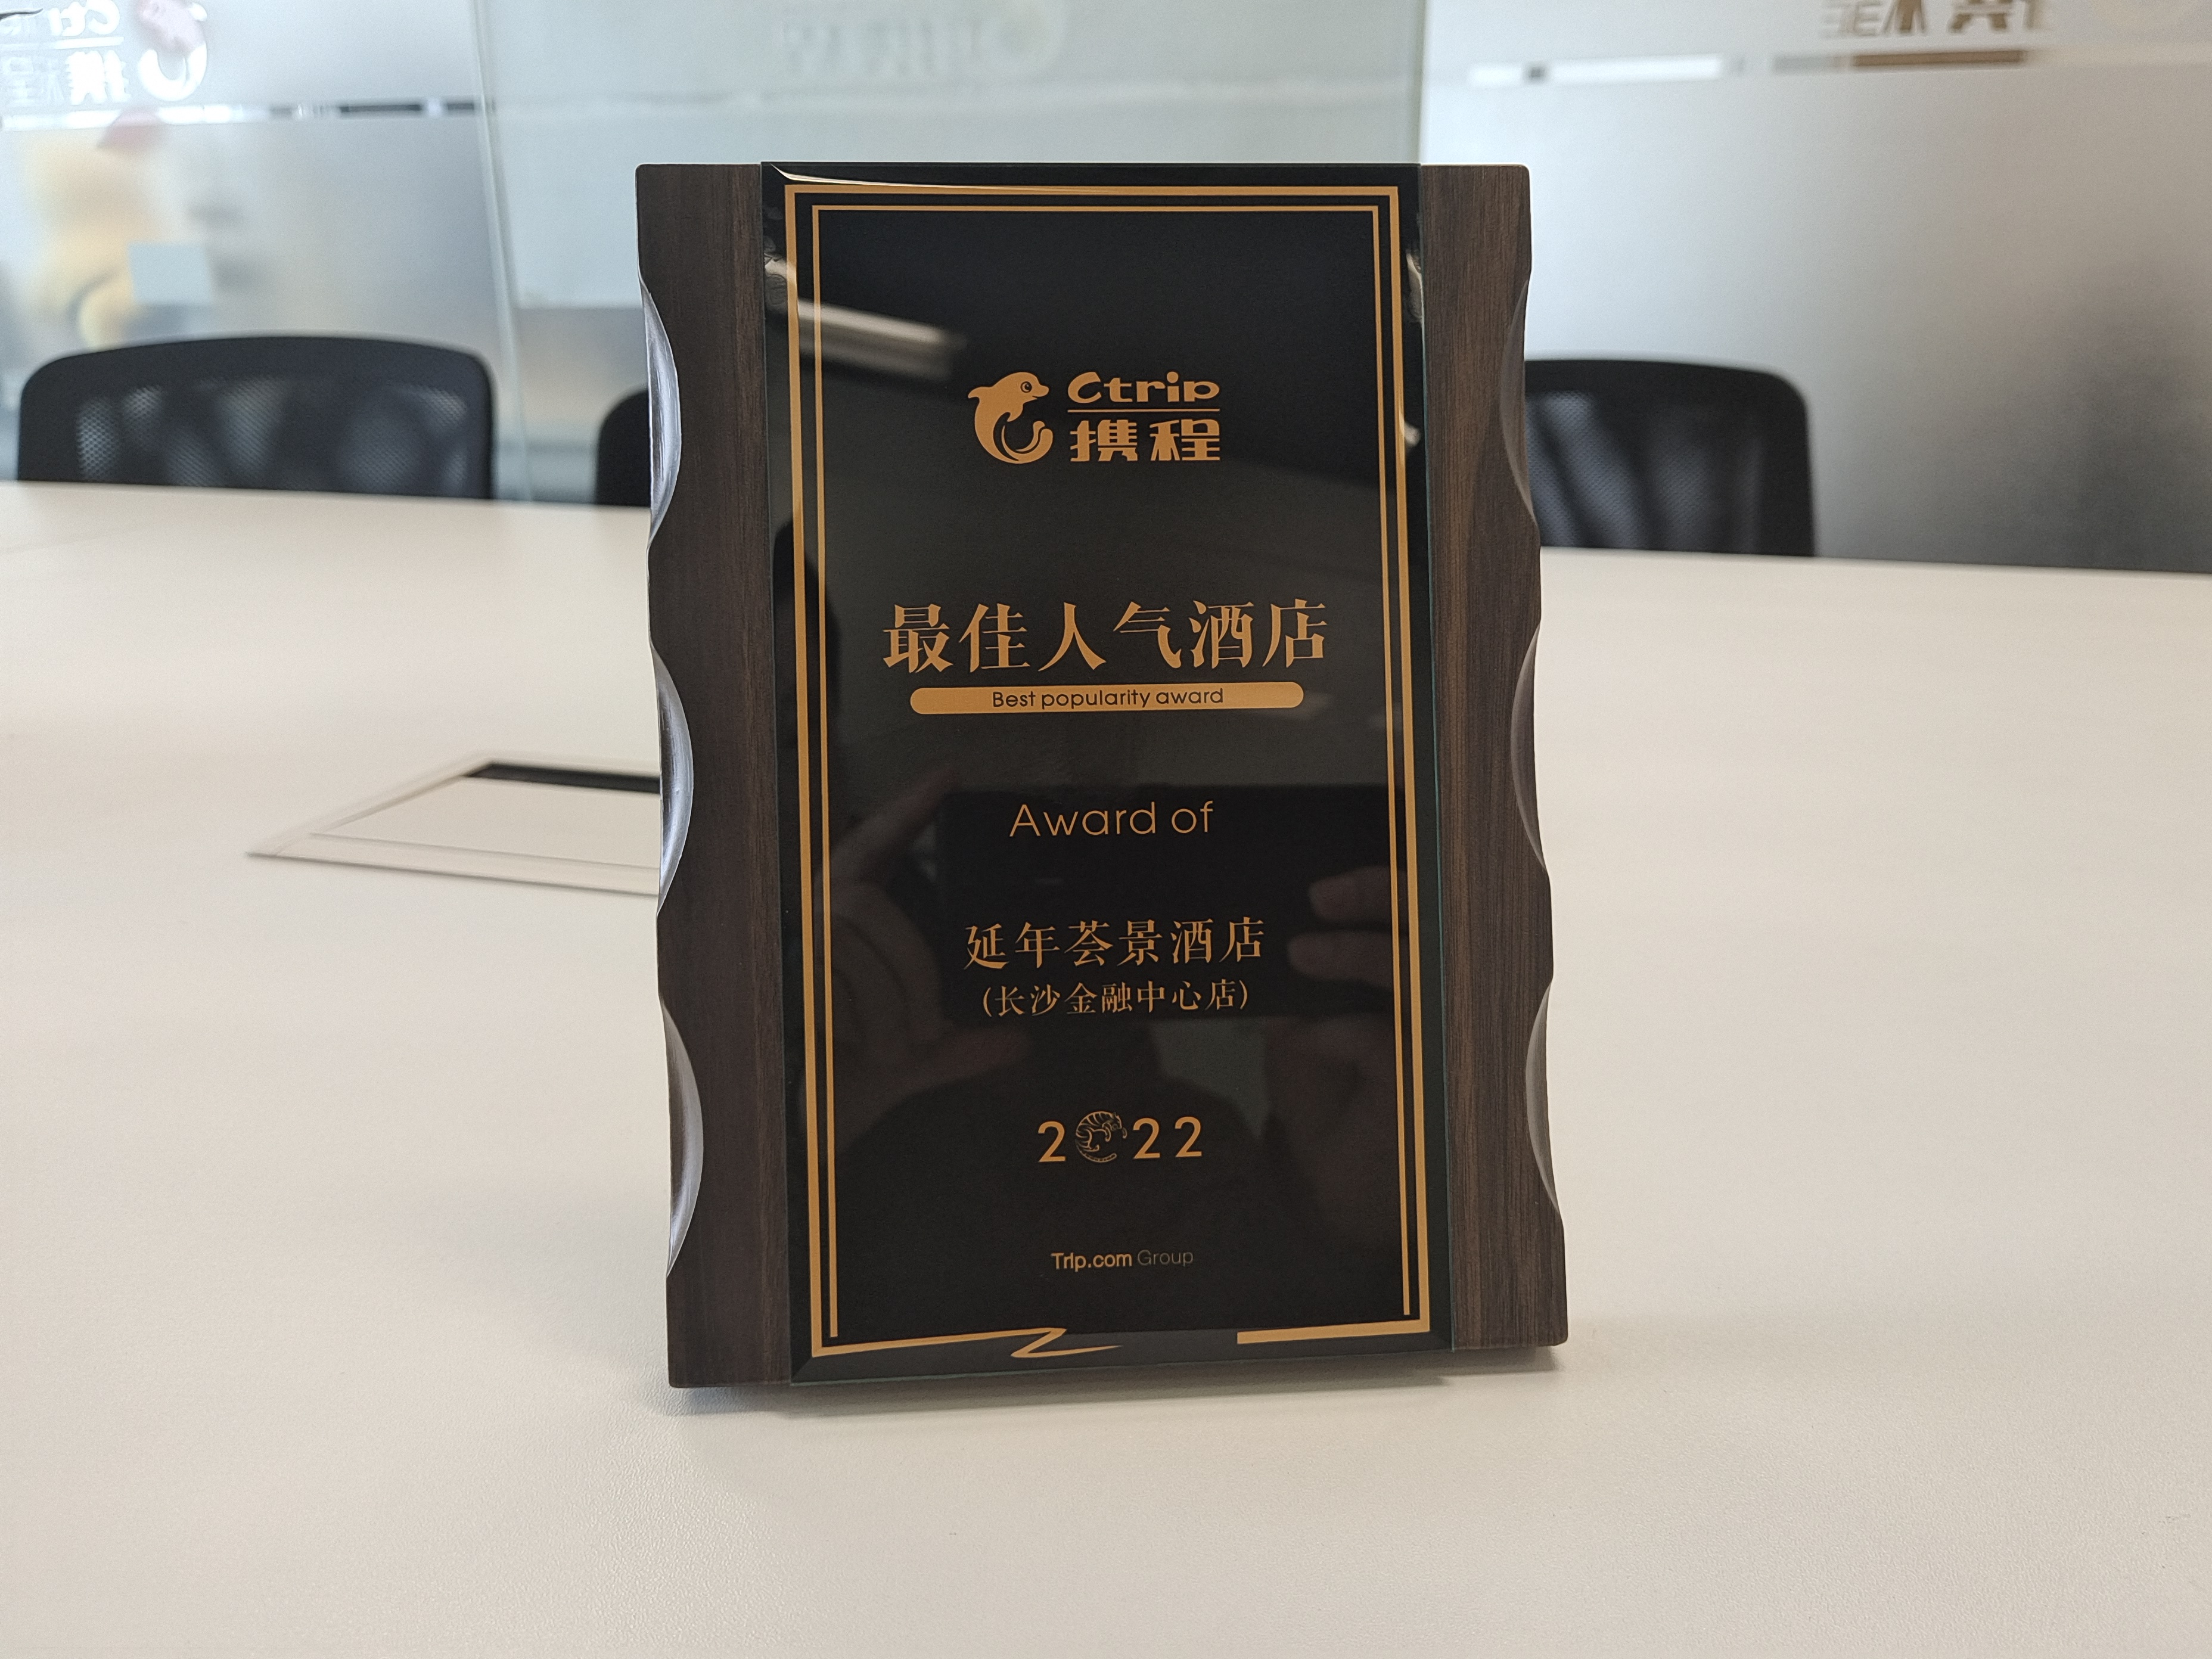 Ctrip
携程
最佳人气酒店
Best popularity award
Award of
延年荟景酒店
(长沙金融中心店)
2022
Trip.com Group